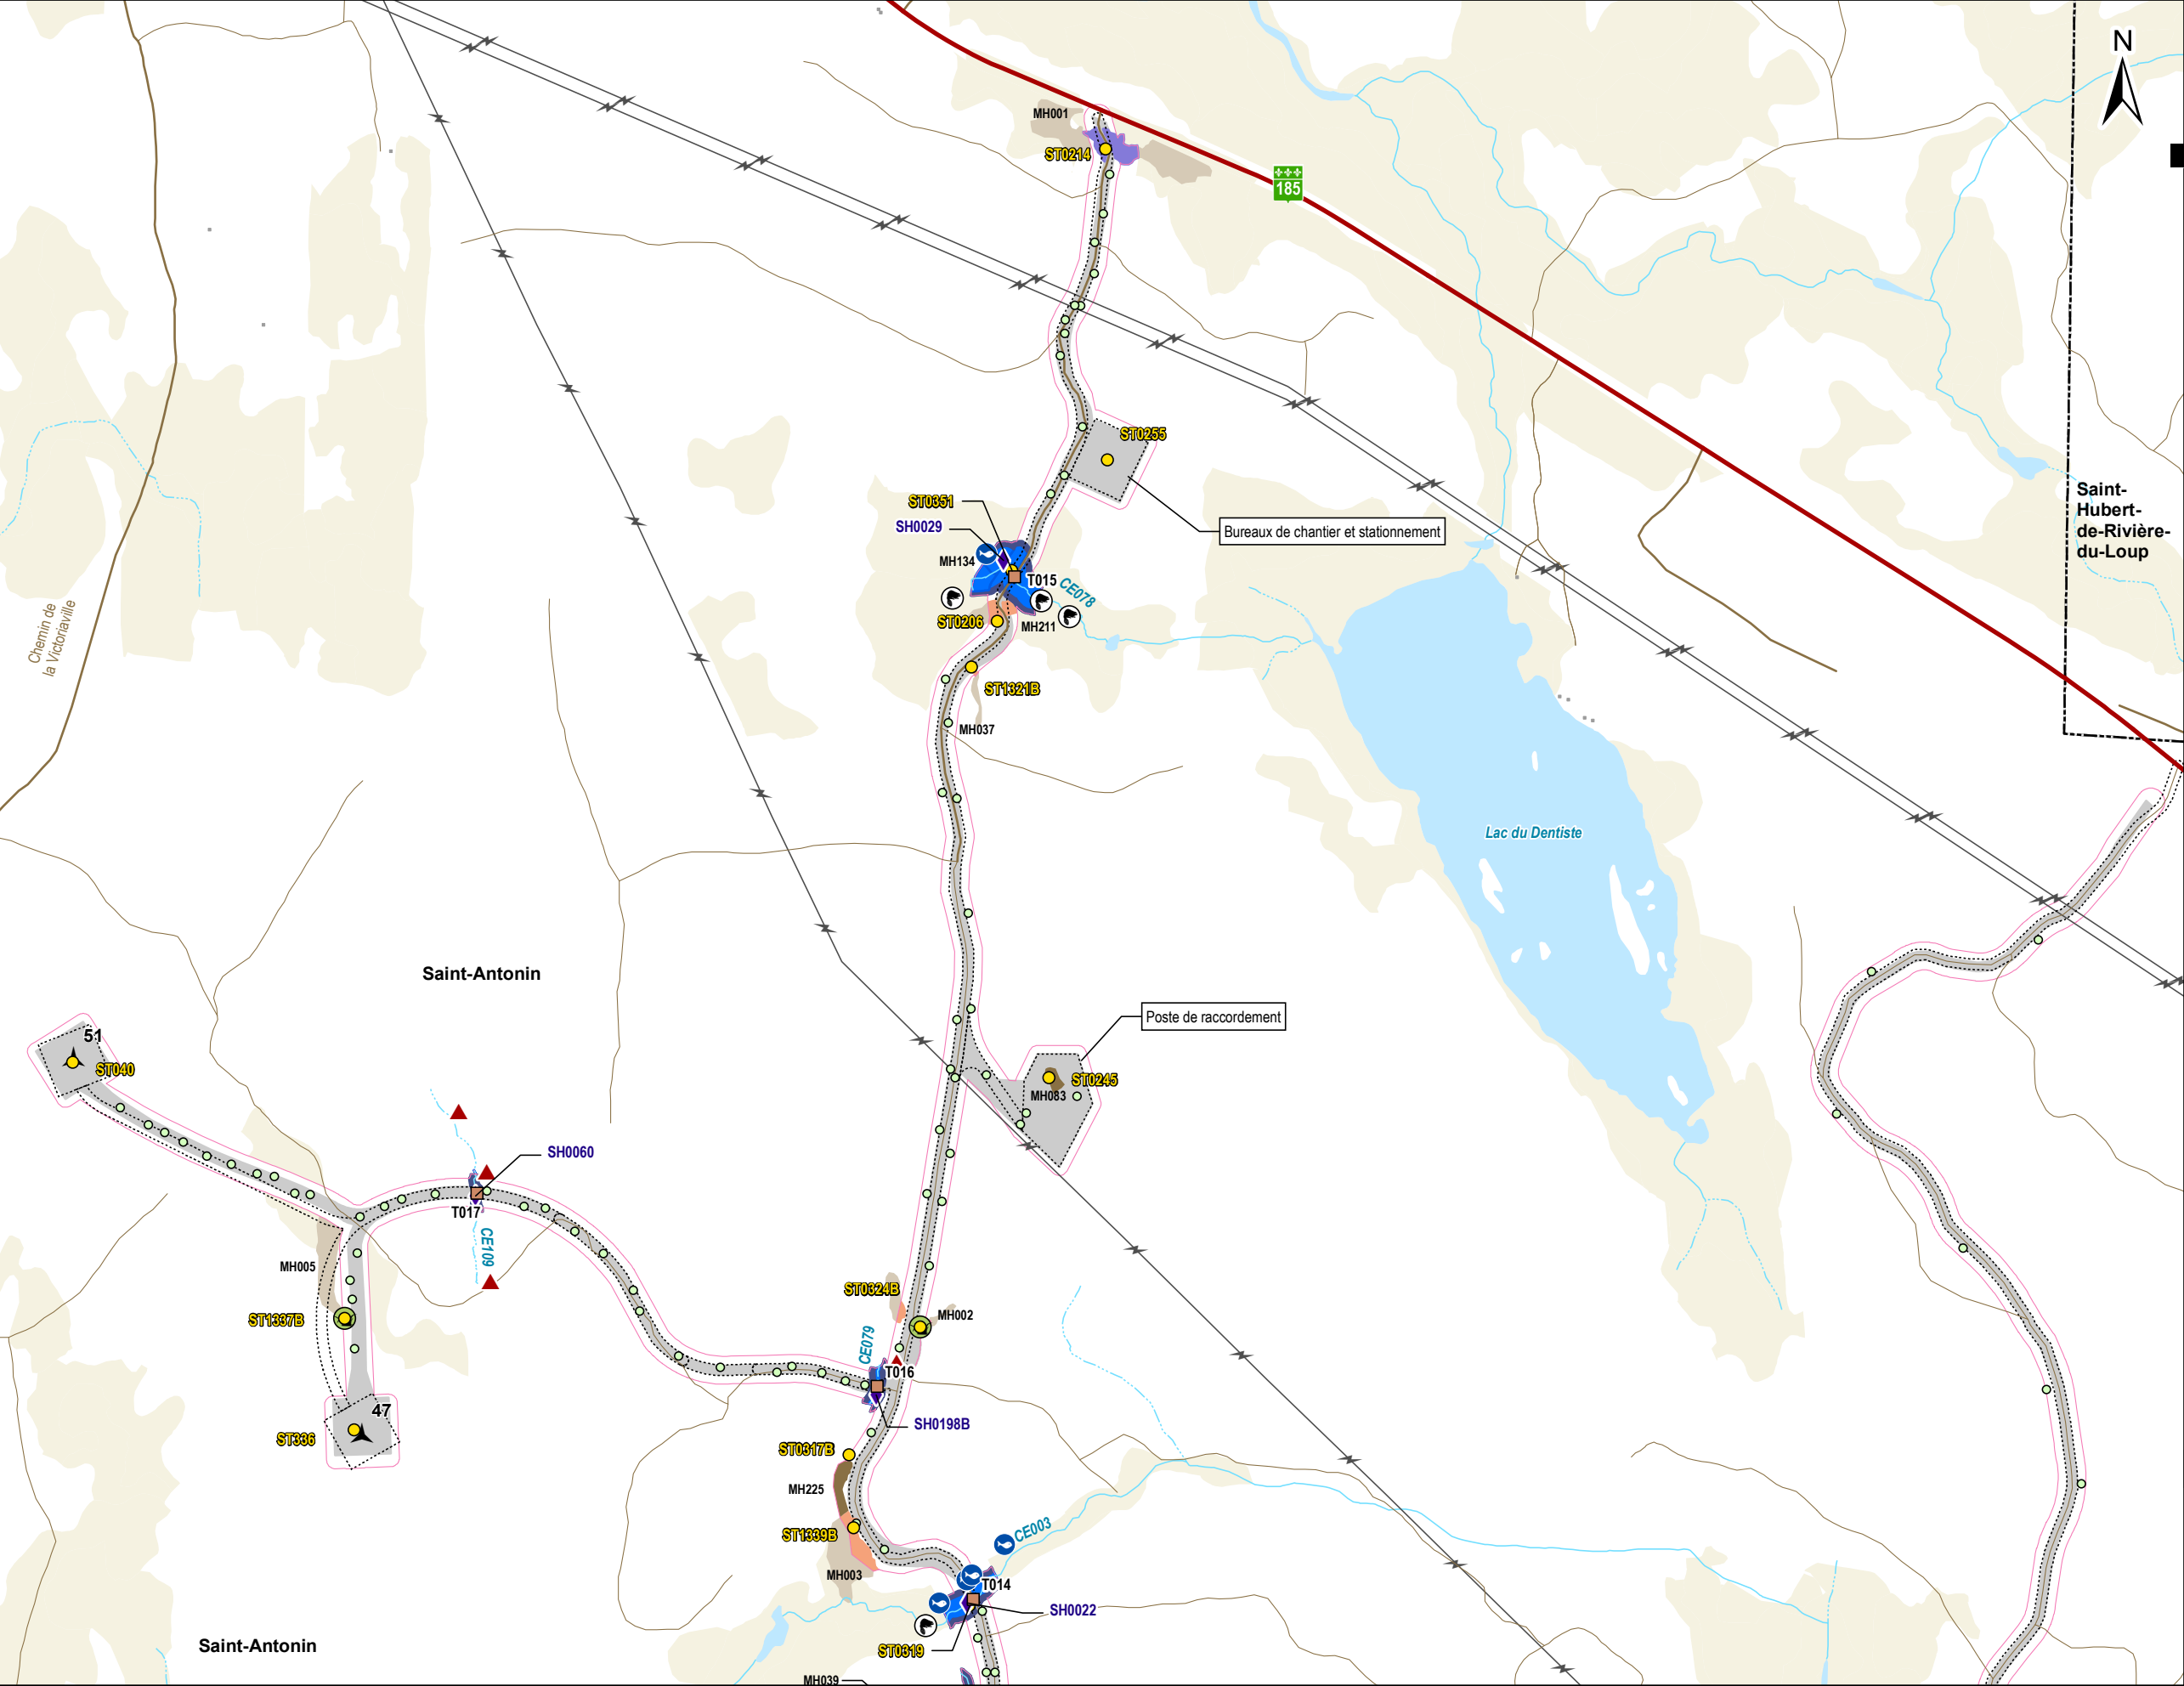 N
MH001
ST0214
185
ST0255
Saint-
Hubert-
de-Rivière-
du-Loup
ST0351
SH0029
Bureaux de chantier et stationnement
MH134
T015
CE078
ST0206
MH211
Chemin de
la Victoriaville
ST1321B
MH037
Lac du Dentiste
Saint-Antonin
Poste de raccordement
51
ST040
ST0245
MH083
SH0060
T017
CE109
MH005
ST0324B
MH002
ST1337B
CE079
T016
47
SH0198B
ST336
ST0317B
MH225
ST1339B
CE003
MH003
T014
SH0022
Saint-Antonin
ST0319
MH039